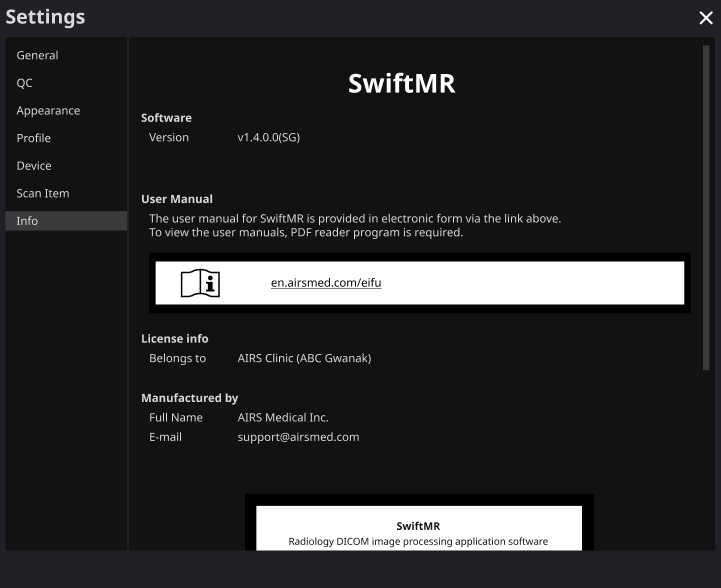 Settings
General
QC
Appearance
Profile
Device
Scan Item
Info
SwiftMR
Software
Version v1.4.0.0(SG)
User Manual
The user manual for SwiftMR is provided in electronic form via the link above.
To view the user manuals, PDF reader program is required.
en.airsmed.com/eifu
License info
Belongs to AIRS Clinic (ABC Gwanak)
Manufactured by
Full Name AIRS Medical Inc.
E-mail support@airsmed.com
SwiftMR
Radiology DICOM image processing application software